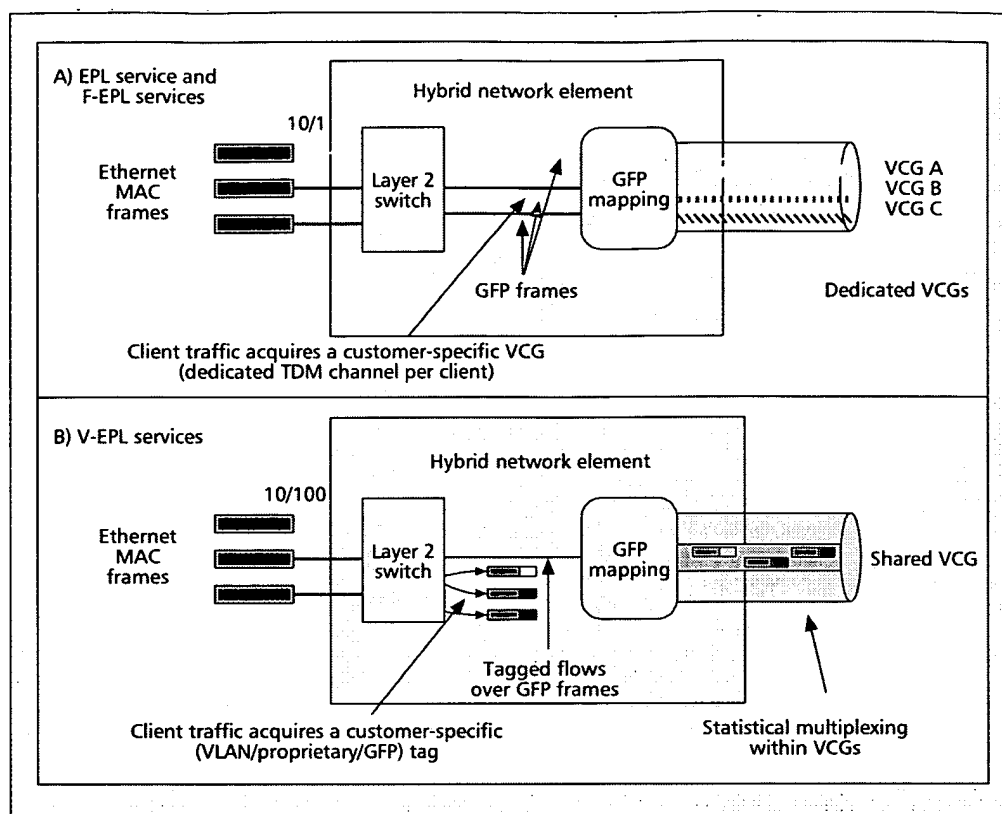 A) EPL service and
F-EPL services
Hybrid network element
10/1
Ethernet
MAC
frames
Layer 2
switch
GFP
mapping
VCG A
VCG B
VCG C
GFP frames
Dedicated VCGs
Client traffic acquires a customer-specific VCG
(dedicated TDM channel per client)
B) V-EPL services
Hybrid network element
10/100
Ethernet
MAC
frames
Layer 2
switch
GFP
mapping
Shared VCG
Tagged flows
over GFP frames
Client traffic acquires a customer-specific
(VLAN/proprietary/GFP) tag
Statistical multiplexing
within VCGs